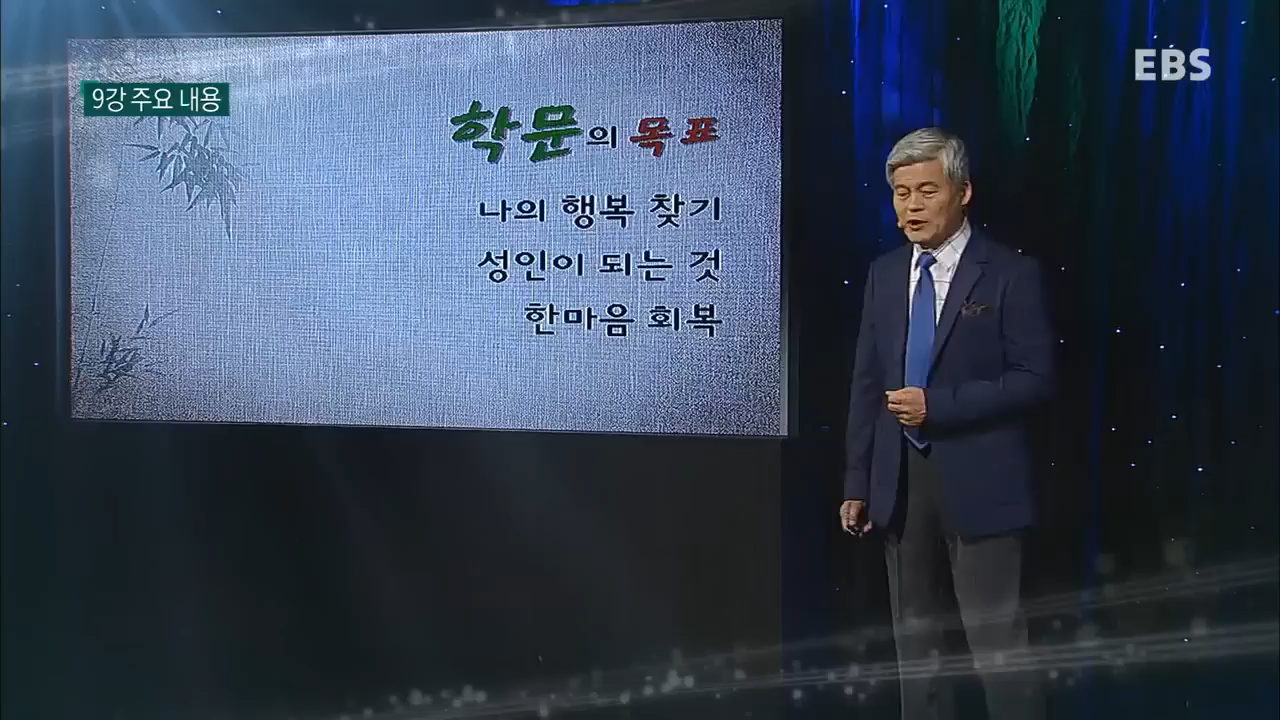 9강 주요 내용
EBS
학문의 목표
나의 행복 찾기
성인이 되는 것
한마음 회복